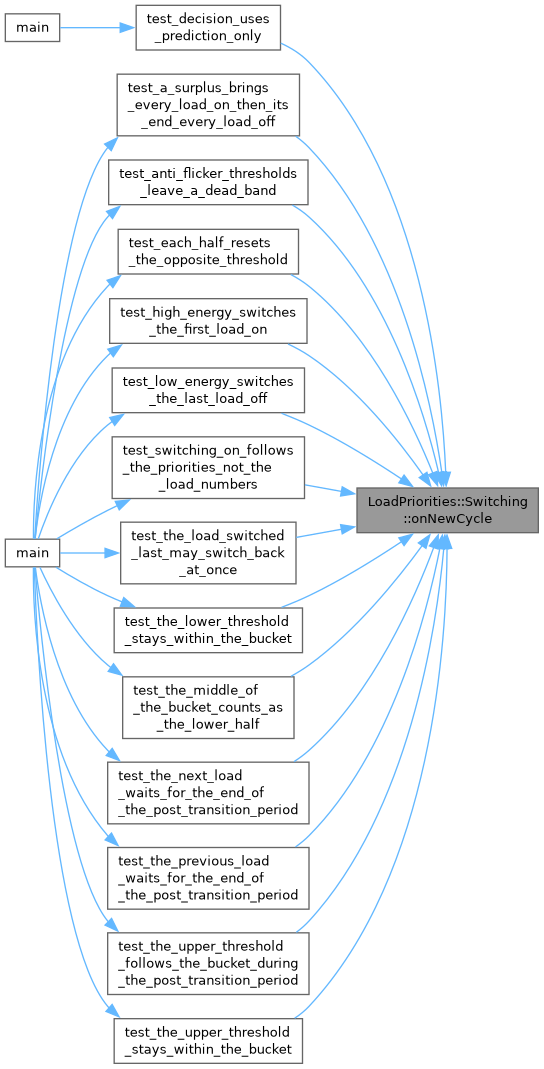 main
test_decision_uses
_prediction_only
test_a_surplus_brings
_every_load_on_then_its
_end_every_load_off
test_anti_flicker_thresholds
_leave_a_dead_band
test_each_half_resets
_the_opposite_threshold
test_high_energy_switches
_the_first_load_on
test_low_energy_switches
_the_last_load_off
test_switching_on_follows
_the_priorities_not_the
_load_numbers
LoadPriorities::Switching
::onNewCycle
main
test_the_load_switched
_last_may_switch_back
_at_once
test_the_lower_threshold
_stays_within_the_bucket
test_the_middle_of
_the_bucket_counts_as
_the_lower_half
test_the_next_load
_waits_for_the_end_of
_the_post_transition_period
test_the_previous_load
_waits_for_the_end_of
_the_post_transition_period
test_the_upper_threshold
_follows_the_bucket_during
_the_post_transition_period
test_the_upper_threshold
_stays_within_the_bucket